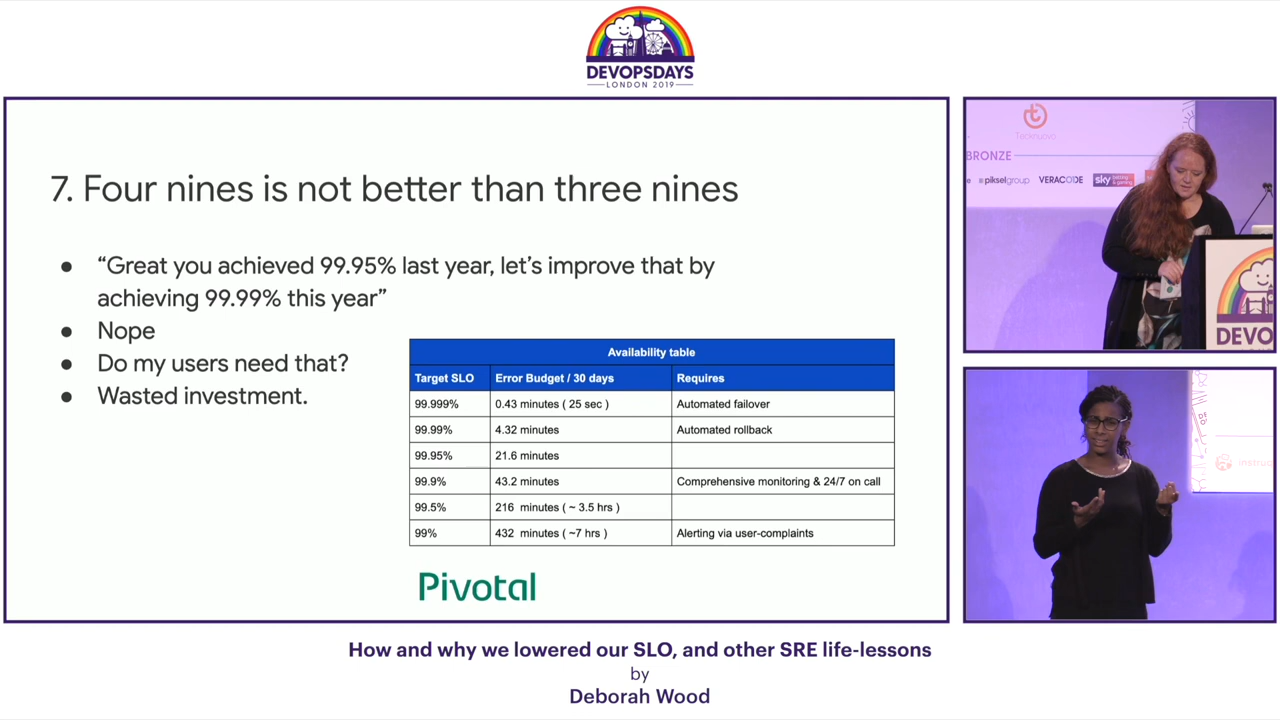 DEVOPSDAYS
LONDON 2019
7. Four nines is not better than three nines
● “Great you achieved 99.95% last year, let’s improve that by
achieving 99.99% this year”
● Nope
● Do my users need that?
● Wasted investment.
Availability table
Target SLO Error Budget / 30 days Requires
99.999% 0.43 minutes ( 25 sec ) Automated failover
99.99% 4.32 minutes Automated rollback
99.95% 21.6 minutes
99.9% 43.2 minutes Comprehensive monitoring & 24/7 on call
99.5% 216 minutes ( ~ 3.5 hrs )
99% 432 minutes ( ~7 hrs ) Alerting via user-complaints
Pivotal
Tecknuovo
BRONZE
piksel group VERACODE sky betting & gaming
DEVO
How and why we lowered our SLO, and other SRE life-lessons
by
Deborah Wood